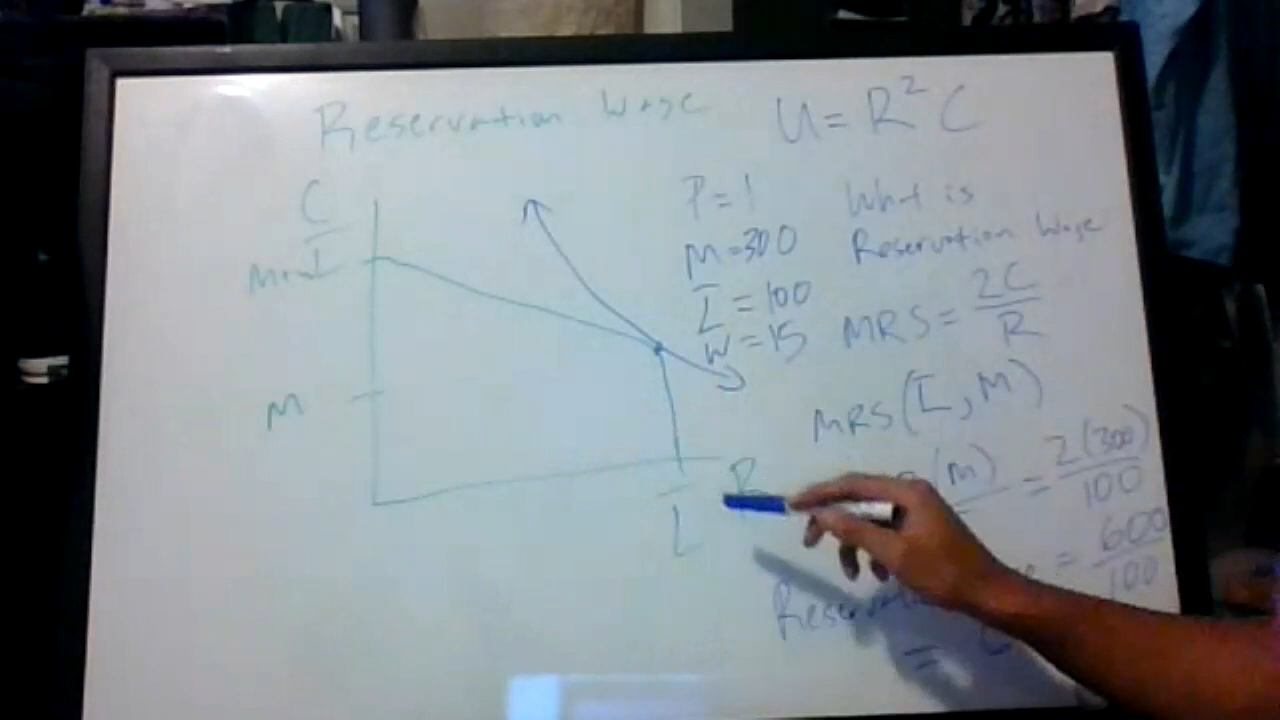 Reservation Wage
U = R² C
C
I
M
L
R
P = 1
M = 300
L̅ = 100
W = 15
What is
Reservation Wage
MRS = 2C/R
MRS(L̅, M)
(M) = 2(300)/100
= 600/100
=